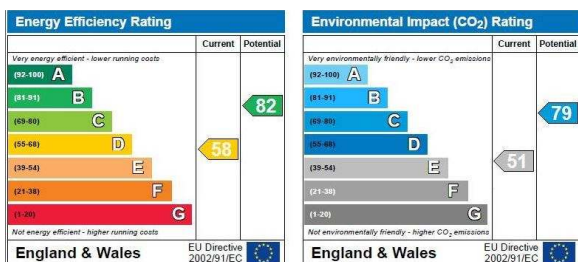 Energy Efficiency Rating
Current Potential
Very energy efficient - lower running costs
(92-100) A
(81-91) B
(69-80) C
(55-68) D
(39-54) E
(21-38) F
(1-20) G
58
82
Not energy efficient - higher running costs
England & Wales
EU Directive
2002/91/EC
Environmental Impact (CO₂) Rating
Current Potential
Very environmentally friendly - lower CO₂ emissions
(92-100) A
(81-91) B
(69-80) C
(55-68) D
(39-54) E
(21-38) F
(1-20) G
51
79
Not environmentally friendly - higher CO₂ emissions
England & Wales
EU Directive
2002/91/EC